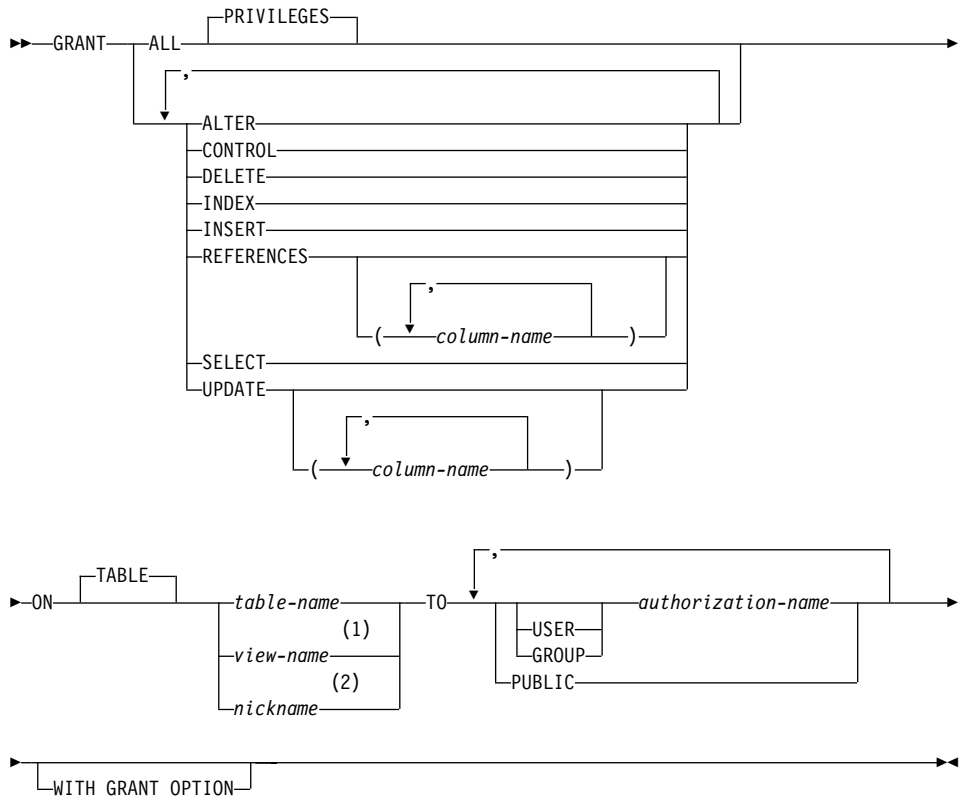 PRIVILEGES
GRANT ALL
,
ALTER
CONTROL
DELETE
INDEX
INSERT
REFERENCES
,
( column-name )
SELECT
UPDATE
,
( column-name )
TABLE ,
ON table-name TO authorization-name
(1) USER
view-name GROUP
(2) PUBLIC
nickname
WITH GRANT OPTION